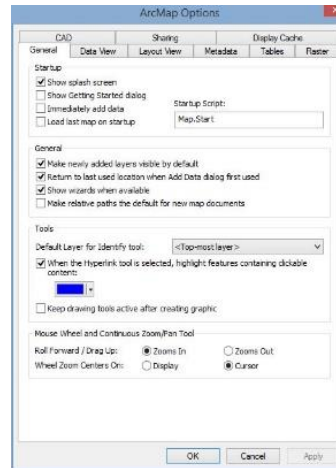 ArcMap Options
CAD Sharing Display Cache
General Data View Layout View Metadata Tables Raster
Startup
Show splash screen
Show Getting Started dialog
Immediately add data
Startup Script:
Load last map on startup
Map.Start
General
Make newly added layers visible by default
Return to last used location when Add Data dialog first used
Show wizards when available
Make relative paths the default for new map documents
Tools
Default Layer for Identify tool: <Top-most layer>
When the Hyperlink tool is selected, highlight features containing clickable
content:
Keep drawing tools active after creating graphic
Mouse Wheel and Continuous Zoom/Pan Tool
Roll Forward / Drag Up: Zooms In Zooms Out
Wheel Zoom Centers On: Display Cursor
OK Cancel Apply